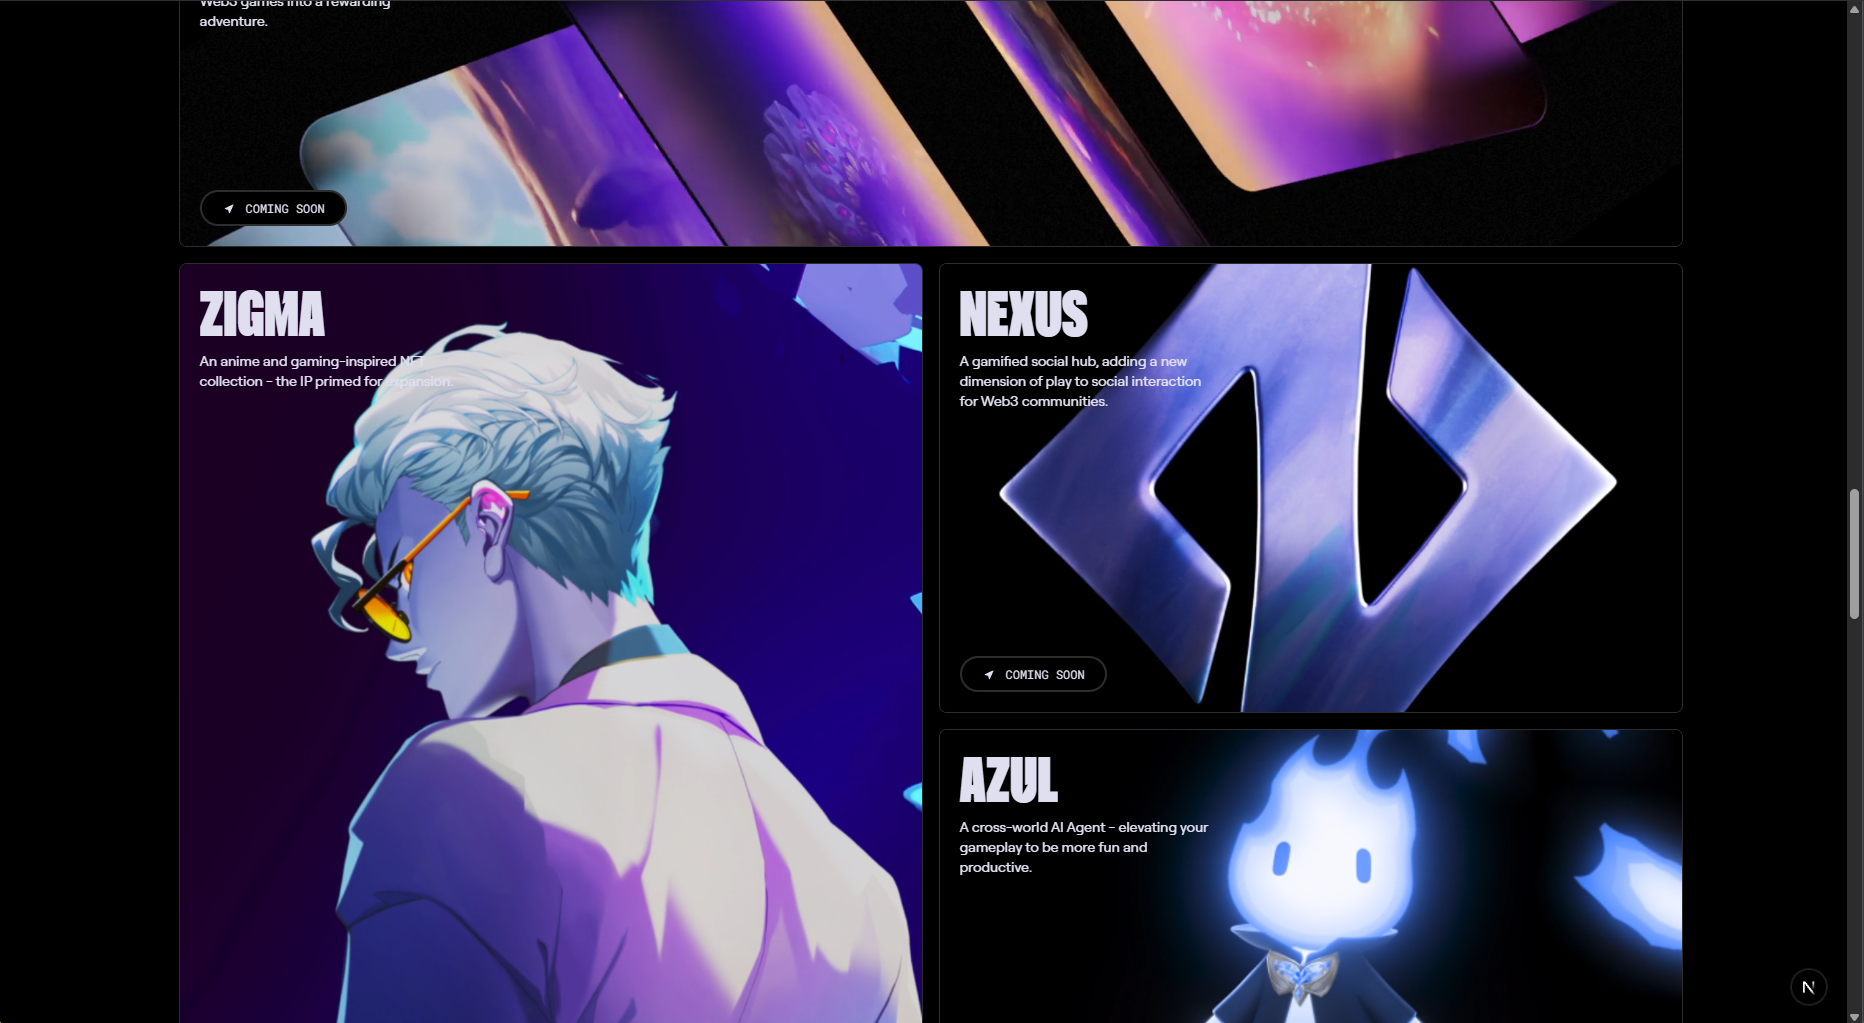 Web3 games into a rewarding
adventure.
COMING SOON
ZIGMA
An anime and gaming-inspired NFT
collection - the IP primed for expansion.
NEXUS
A gamified social hub, adding a new
dimension of play to social interaction
for Web3 communities.
COMING SOON
AZUL
A cross-world AI Agent - elevating your
gameplay to be more fun and
productive.
N